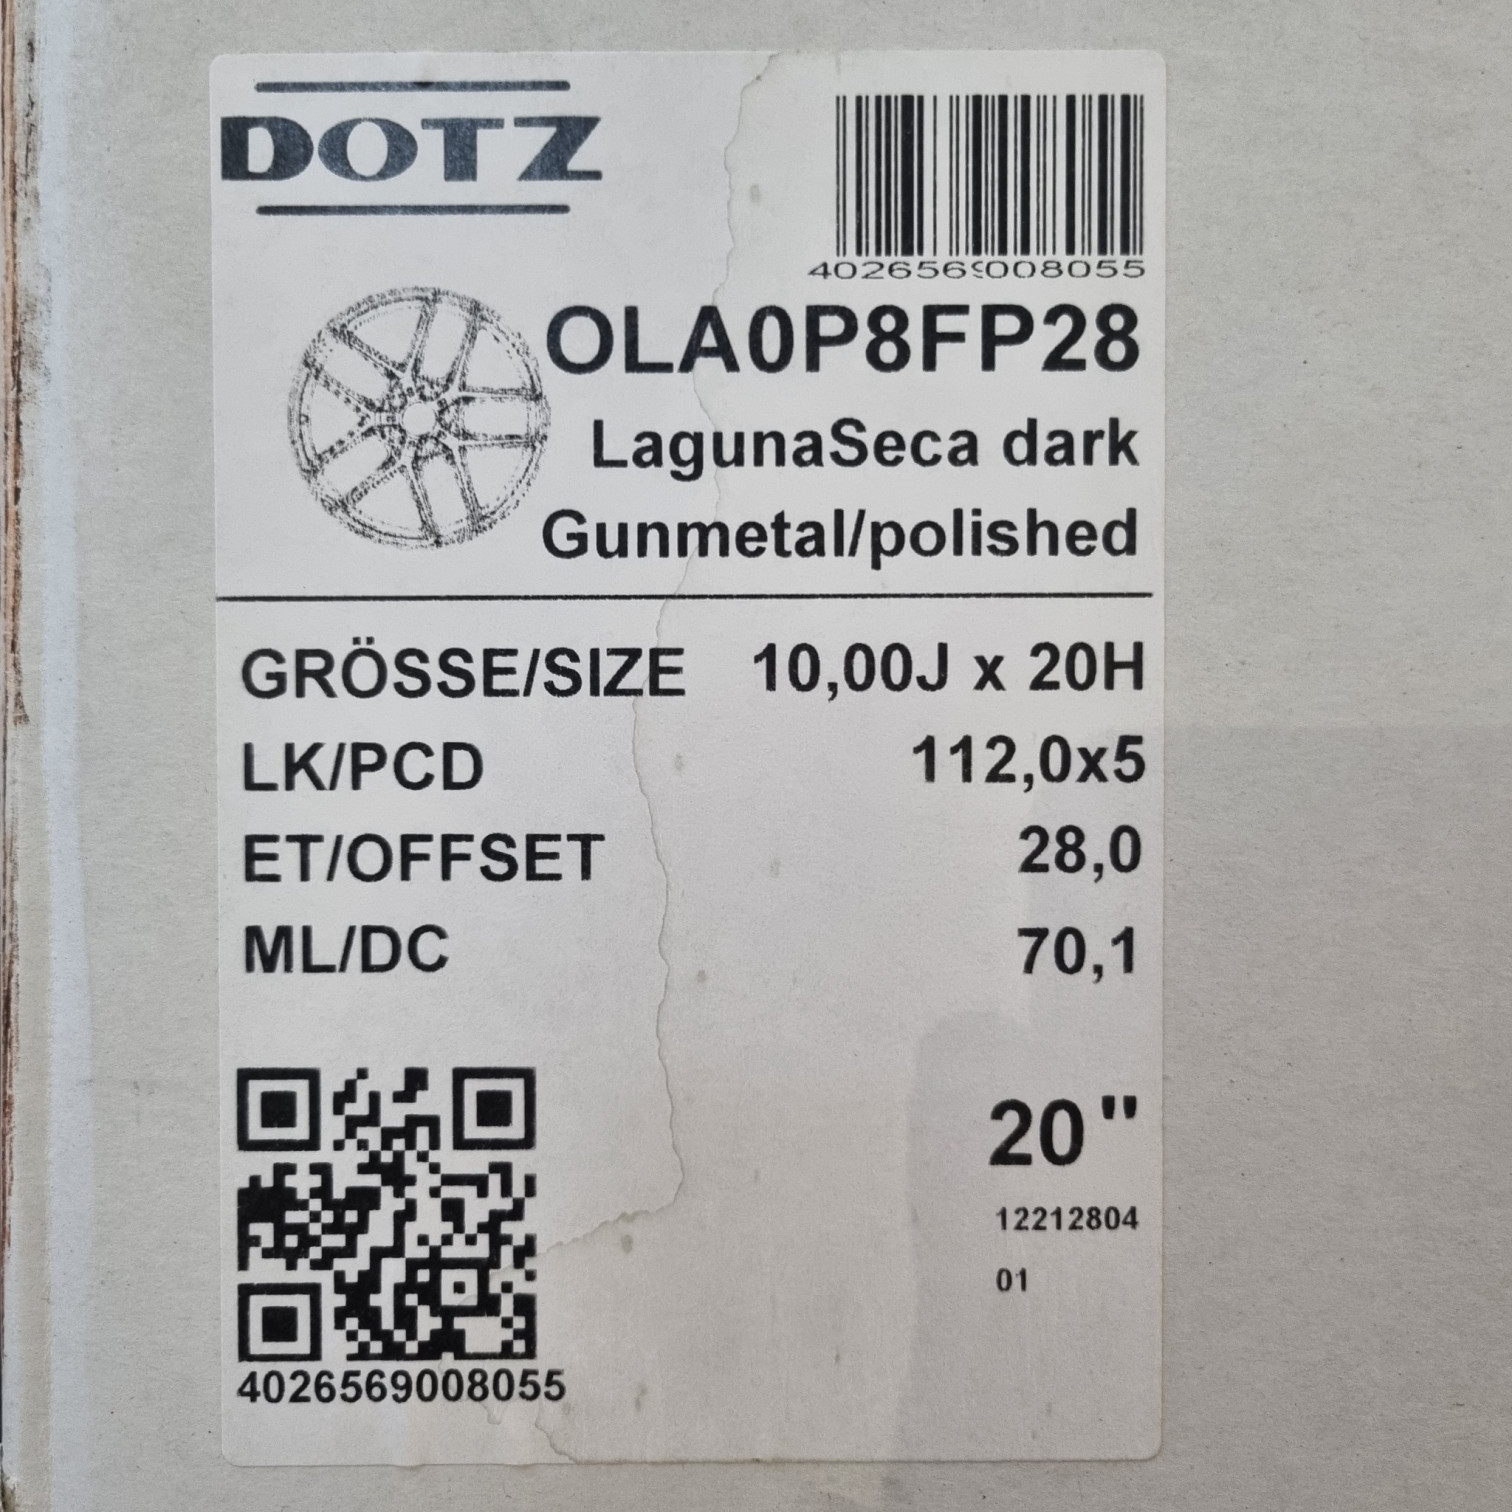 DOTZ
4026569008055
OLA0P8FP28
LagunaSeca dark
Gunmetal/polished
GRÖSSE/SIZE 10,00J x 20H
LK/PCD 112,0x5
ET/OFFSET 28,0
ML/DC 70,1
20"
12212804
01
4026569008055